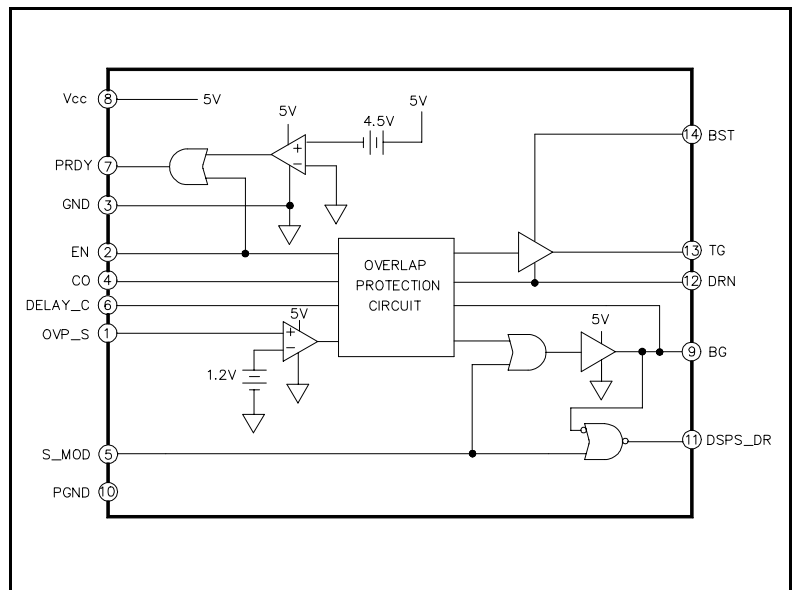 Vcc 8 5V
5V 4.5V 5V
14 BST
PRDY 7 + −
GND 3
EN 2
CO 4
DELAY_C 6
OVP_S 1
OVERLAP
PROTECTION
CIRCUIT
13 TG
12 DRN
5V + −
1.2V
5V
9 BG
S_MOD 5
11 DSPS_DR
PGND 10